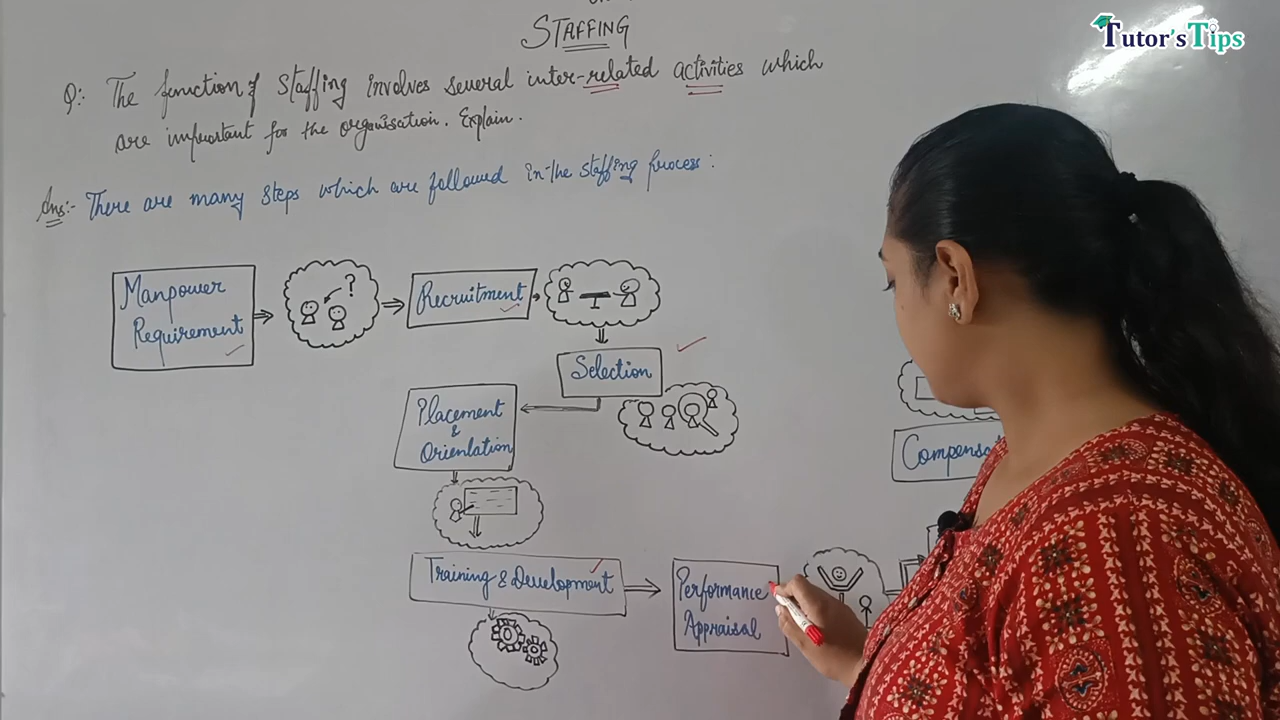 Tutor'sTips
STAFFING
Q:- The function of Staffing involves several inter-related activities which
are important for the organisation. Explain.
Ans:- There are many steps which are followed in the staffing process:
Manpower
Requirement
?
Recruitment
Selection
Placement
&
Orientation
Compensat
Training & Development
Performance
Appraisal